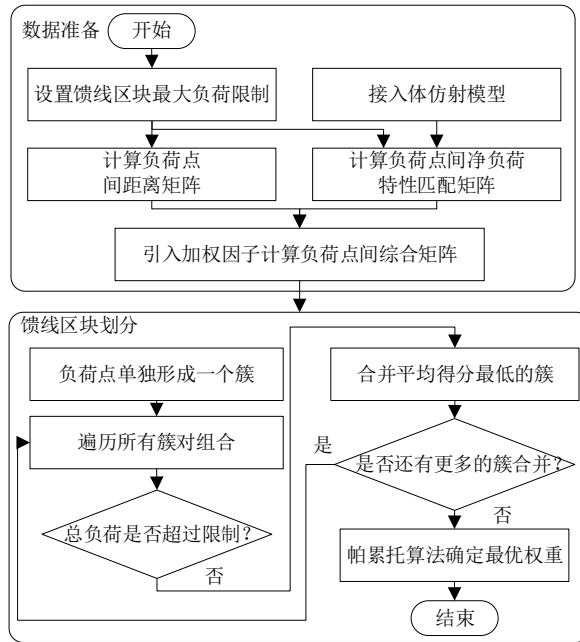 数据准备
开始
设置馈线区块最大负荷限制
接入体仿射模型
计算负荷点
间距离矩阵
计算负荷点间净负荷
特性匹配矩阵
引入加权因子计算负荷点间综合矩阵
馈线区块划分
负荷点单独形成一个簇
遍历所有簇对组合
总负荷是否超过限制?
否
合并平均得分最低的簇
是
是否还有更多的簇合并?
否
帕累托算法确定最优权重
结束